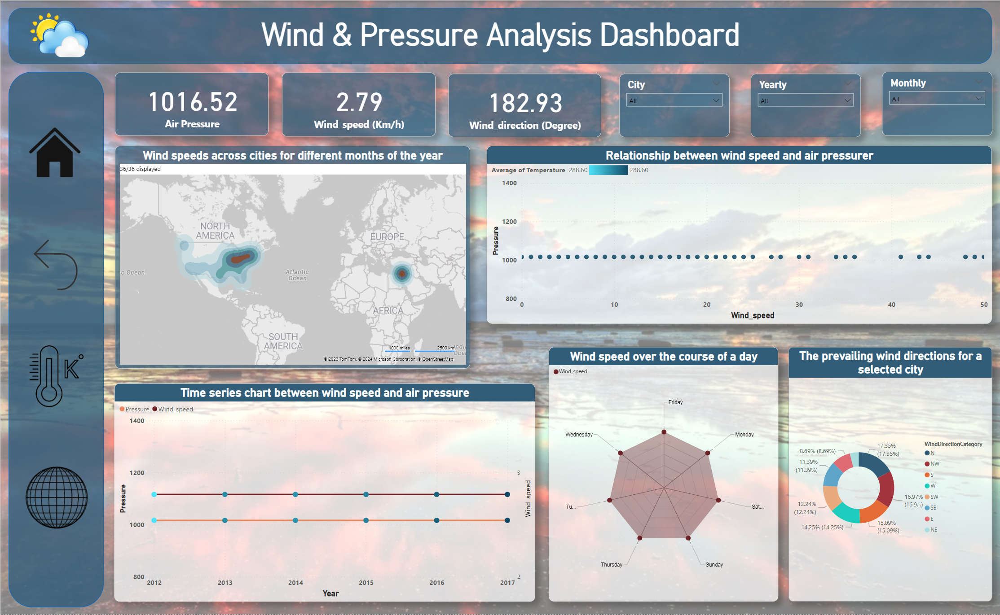 Wind & Pressure Analysis Dashboard
1016.52
Air Pressure
2.79
Wind_speed (Km/h)
182.93
Wind_direction (Degree)
City
All
Yearly
All
Monthly
All
Wind speeds across cities for different months of the year
36/36 displayed
NORTH
AMERICA
EUROPE
ic Ocean
Atlantic
Ocean
AFRICA
SOUTH
AMERICA
1000 miles
2500 km
India
Ocea
© 2023 TomTom, © 2024 Microsoft Corporation, © OpenStreetMap
Relationship between wind speed and air pressurer
Average of Temperature 288.60 288.60
1400
1200
1000
800
Pressure
0 10 20 30 40 50
Wind_speed
Time series chart between wind speed and air pressure
Pressure Wind_speed
1400
1200
1000
800
Pressure
3
2
Wind_speed
2012 2013 2014 2015 2016 2017
Year
Wind speed over the course of a day
Wind_speed
Friday
Wednesday
Monday
Tu...
Sat...
Thursday
Sunday
The prevailing wind directions for a
selected city
17.35%
(17.35%)
8.69% (8.69%)
11.39%
(11.39%)
16.97%
(16.9...)
12.24%
(12.24%)
14.25% (14.25%)
15.09%
(15.09%)
WindDirectionCategory
N
NW
S
W
SW
SE
E
NE
K°